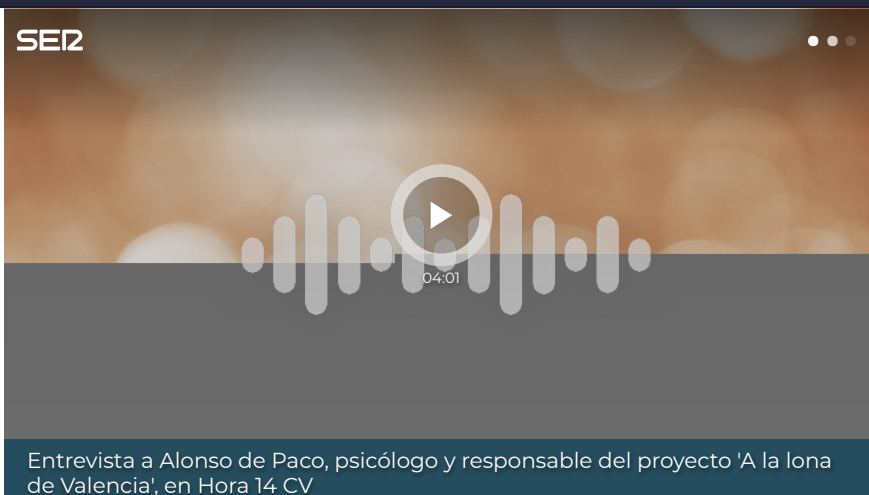 SER
04:01
Entrevista a Alonso de Paco, psicólogo y responsable del proyecto 'A la lona
de Valencia', en Hora 14 CV